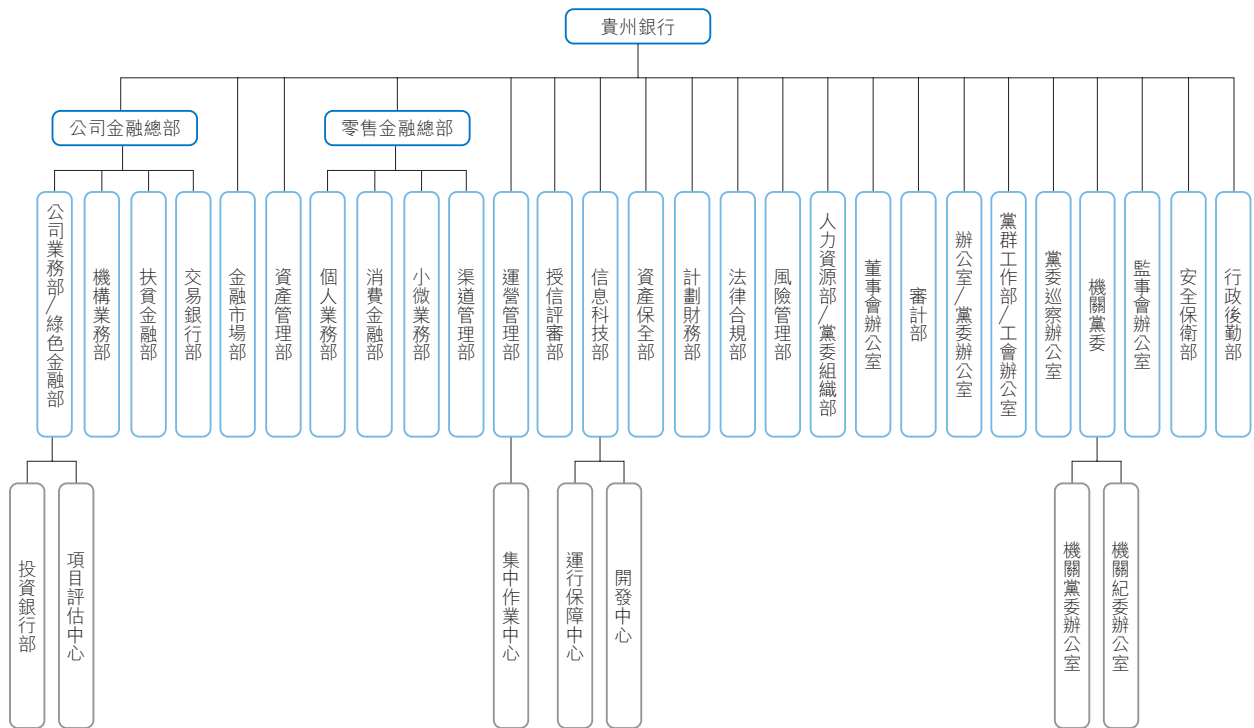 貴州銀行
公司金融總部
零售金融總部
公司業務部/綠色金融部
機構業務部
扶貧金融部
交易銀行部
金融市場部
資產管理部
個人業務部
消費金融部
小微業務部
渠道管理部
運營管理部
授信評審部
信息科技部
資產保全部
計劃財務部
法律合規部
風險管理部
人力資源部/黨委組織部
董事會辦公室
審計部
辦公室/黨委辦公室
黨群工作部/工會辦公室
黨委巡察辦公室
機關黨委
監事會辦公室
安全保衛部
行政後勤部
投資銀行部
項目評估中心
集中作業中心
運行保障中心
開發中心
機關黨委辦公室
機關紀委辦公室